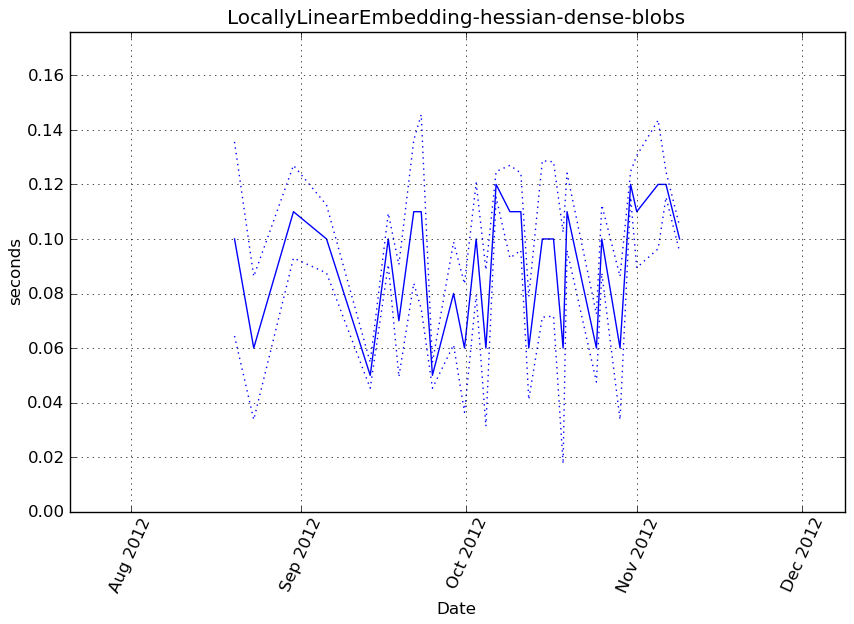 LocallyLinearEmbedding-hessian-dense-blobs
seconds
0.16
0.14
0.12
0.10
0.08
0.06
0.04
0.02
0.00
Aug 2012
Sep 2012
Oct 2012
Nov 2012
Dec 2012
Date